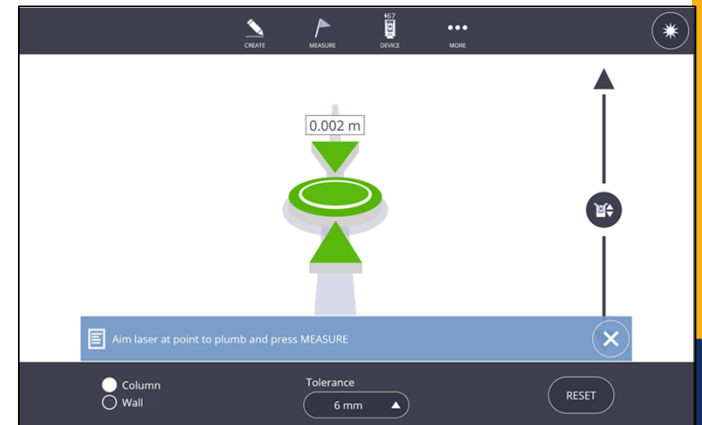 167
CREATE
MEASURE
DEVICE
MORE
0.002 m
Aim laser at point to plumb and press MEASURE
Column
Wall
Tolerance
6 mm
RESET